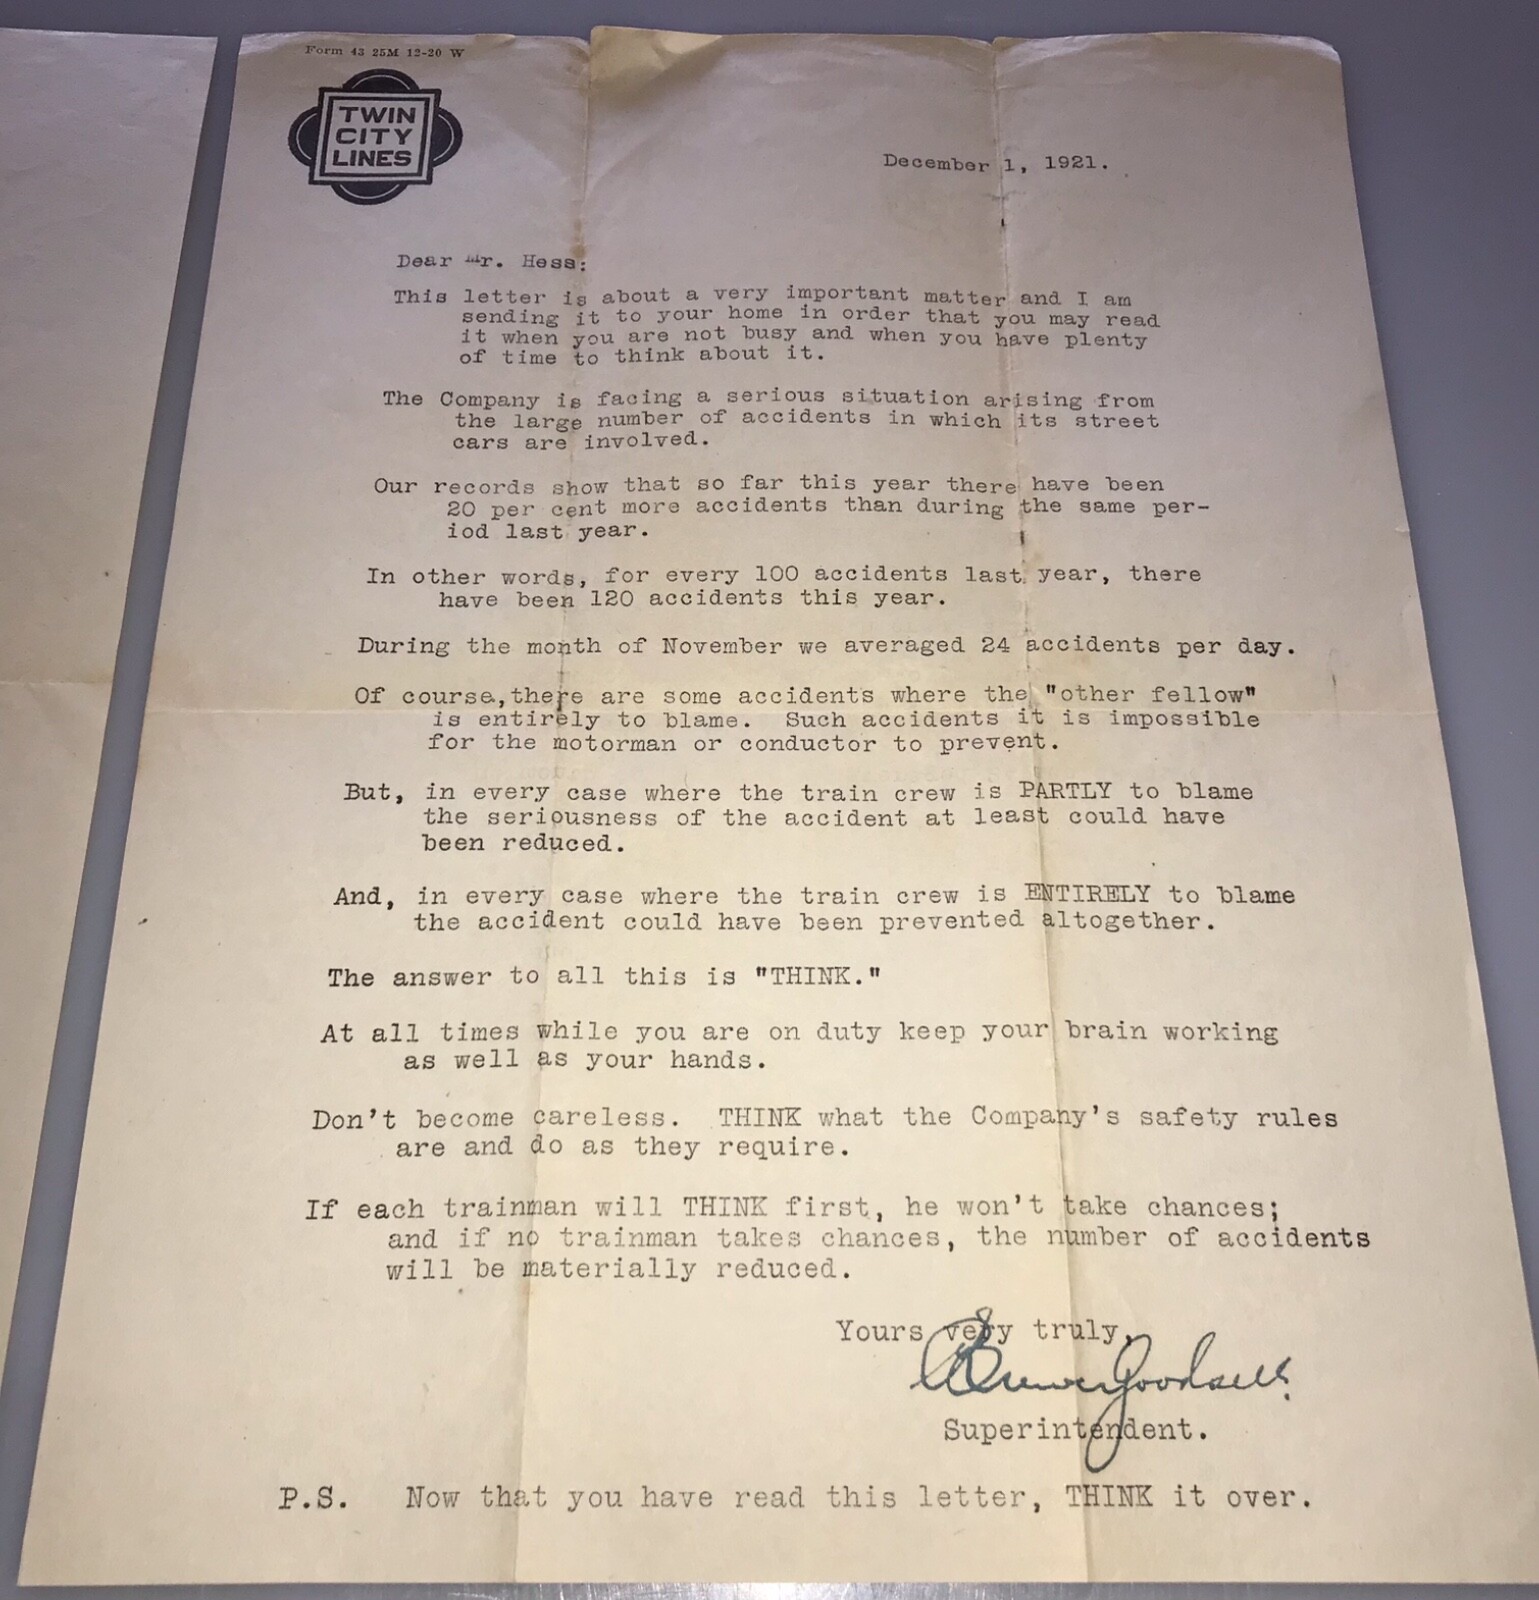 Form 43 25M 12-20 W
TWIN
CITY
LINES
December 1, 1921.
Dear Mr. Hess:
This letter is about a very important matter and I am
sending it to your home in order that you may read
it when you are not busy and when you have plenty
of time to think about it.
The Company is facing a serious situation arising from
the large number of accidents in which its street
cars are involved.
Our records show that so far this year there have been
20 per cent more accidents than during the same per-
iod last year.
In other words, for every 100 accidents last year, there
have been 120 accidents this year.
During the month of November we averaged 24 accidents per day.
Of course,there are some accidents where the "other fellow"
is entirely to blame. Such accidents it is impossible
for the motorman or conductor to prevent.
But, in every case where the train crew is PARTLY to blame
the seriousness of the accident at least could have
been reduced.
And, in every case where the train crew is ENTIRELY to blame
the accident could have been prevented altogether.
The answer to all this is "THINK."
At all times while you are on duty keep your brain working
as well as your hands.
Don't become careless. THINK what the Company's safety rules
are and do as they require.
If each trainman will THINK first, he won't take chances;
and if no trainman takes chances, the number of accidents
will be materially reduced.
Yours very truly,
Goodsell.
Superintendent.
P.S. Now that you have read this letter, THINK it over.